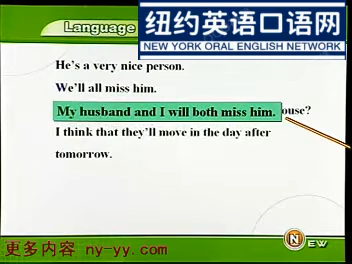 Language
纽约英语口语网
NEW YORK ORAL ENGLISH NETWORK
He's a very nice person.
We'll all miss him.
My husband and I will both miss him. ouse?
I think that they'll move in the day after
tomorrow.
更多内容 ny-yy.com
NEW